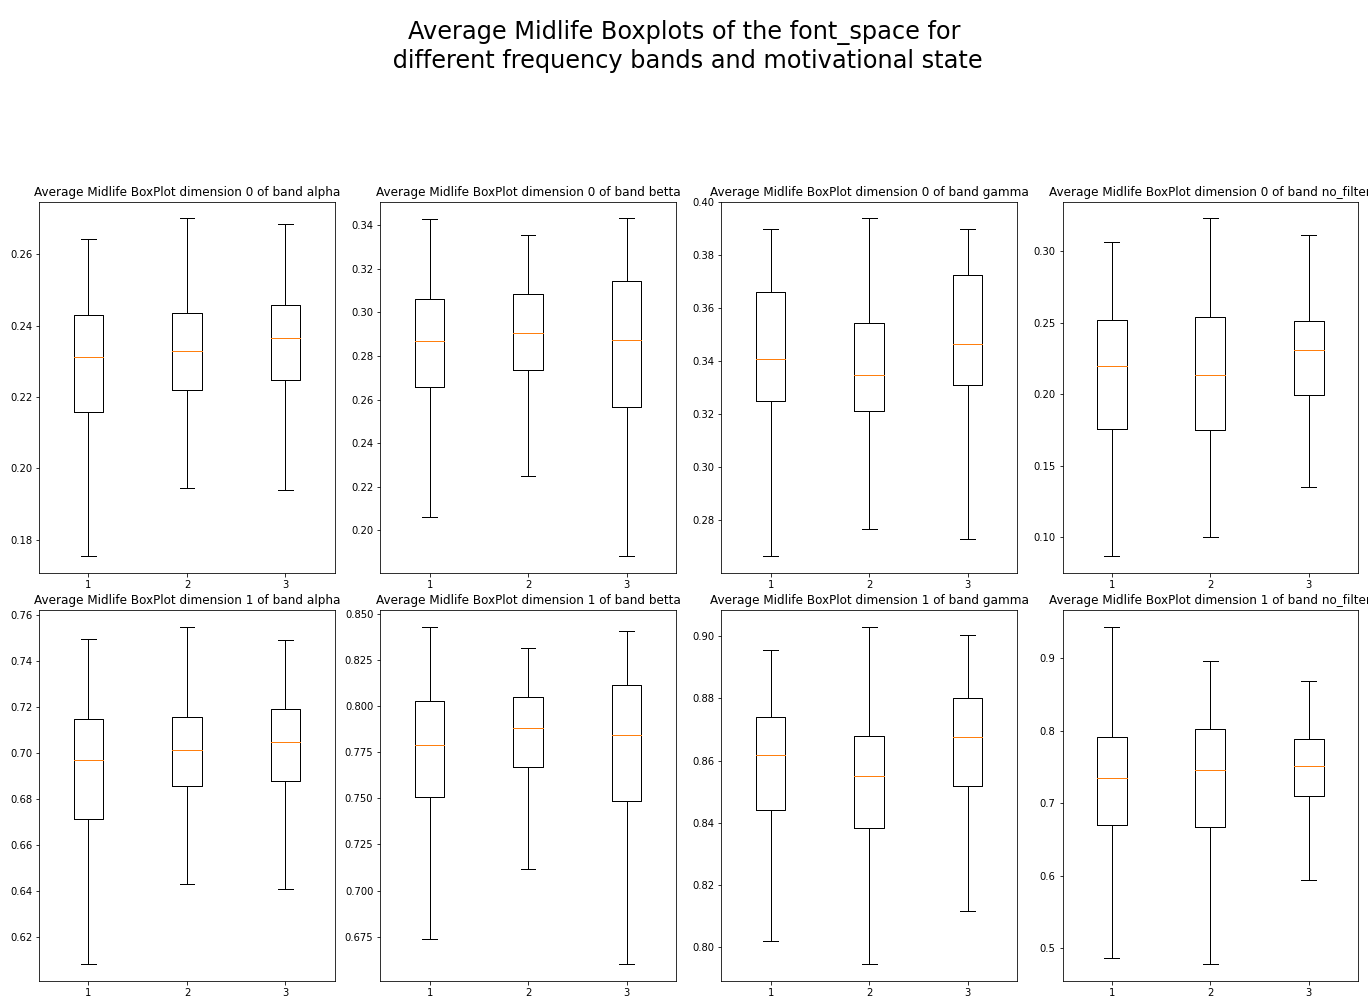 Average Midlife Boxplots of the font_space for
different frequency bands and motivational state
Average Midlife BoxPlot dimension 0 of band alpha
0.26
0.24
0.22
0.20
0.18
1 2 3
Average Midlife BoxPlot dimension 0 of band betta
0.34
0.32
0.30
0.28
0.26
0.24
0.22
0.20
1 2 3
Average Midlife BoxPlot dimension 0 of band gamma
0.40
0.38
0.36
0.34
0.32
0.30
0.28
1 2 3
Average Midlife BoxPlot dimension 0 of band no_filter
0.30
0.25
0.20
0.15
0.10
1 2 3
Average Midlife BoxPlot dimension 1 of band alpha
0.76
0.74
0.72
0.70
0.68
0.66
0.64
0.62
1 2 3
Average Midlife BoxPlot dimension 1 of band betta
0.850
0.825
0.800
0.775
0.750
0.725
0.700
0.675
1 2 3
Average Midlife BoxPlot dimension 1 of band gamma
0.90
0.88
0.86
0.84
0.82
0.80
1 2 3
Average Midlife BoxPlot dimension 1 of band no_filter
0.9
0.8
0.7
0.6
0.5
1 2 3